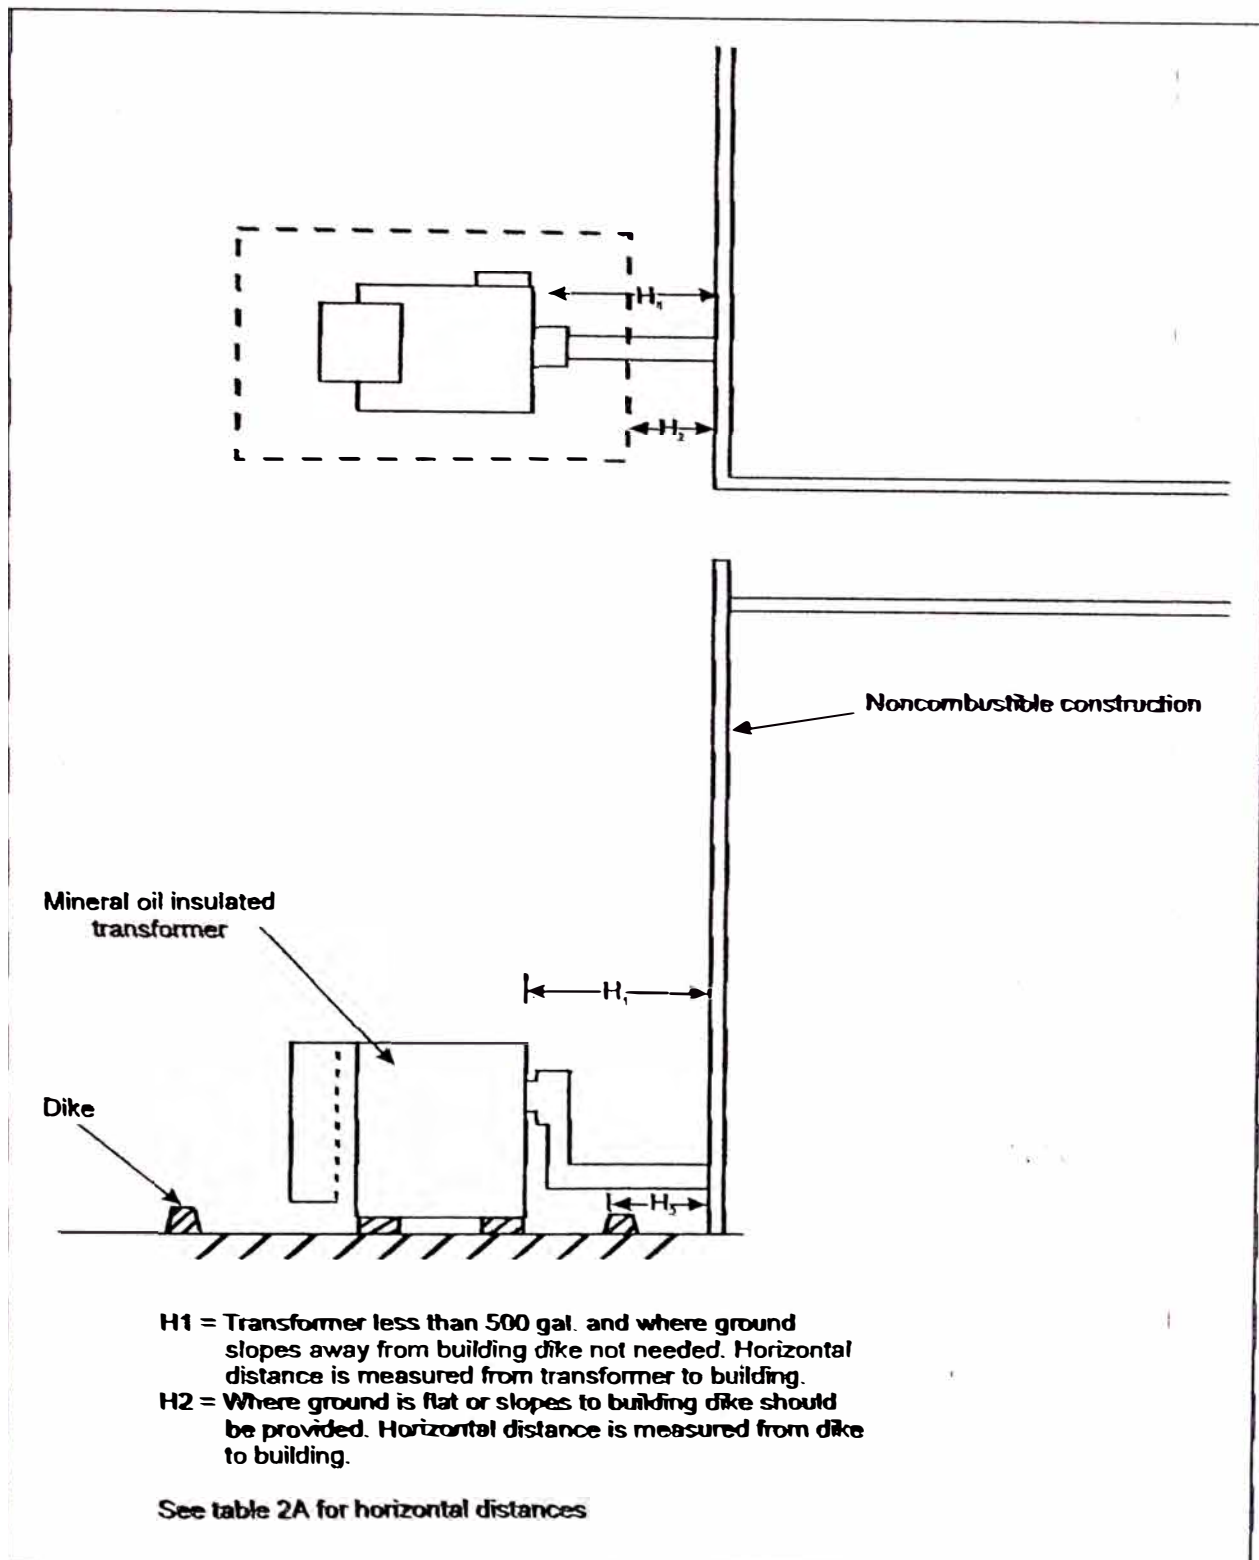 H₁
H₂
Noncombustible construction
Mineral oil insulated
transformer
H₁
Dike
H₂
H1 = Transformer less than 500 gal. and where ground
slopes away from building dike not needed. Horizontal
distance is measured from transformer to building.
H2 = Where ground is flat or slopes to building dike should
be provided. Horizontal distance is measured from dike
to building.
See table 2A for horizontal distances